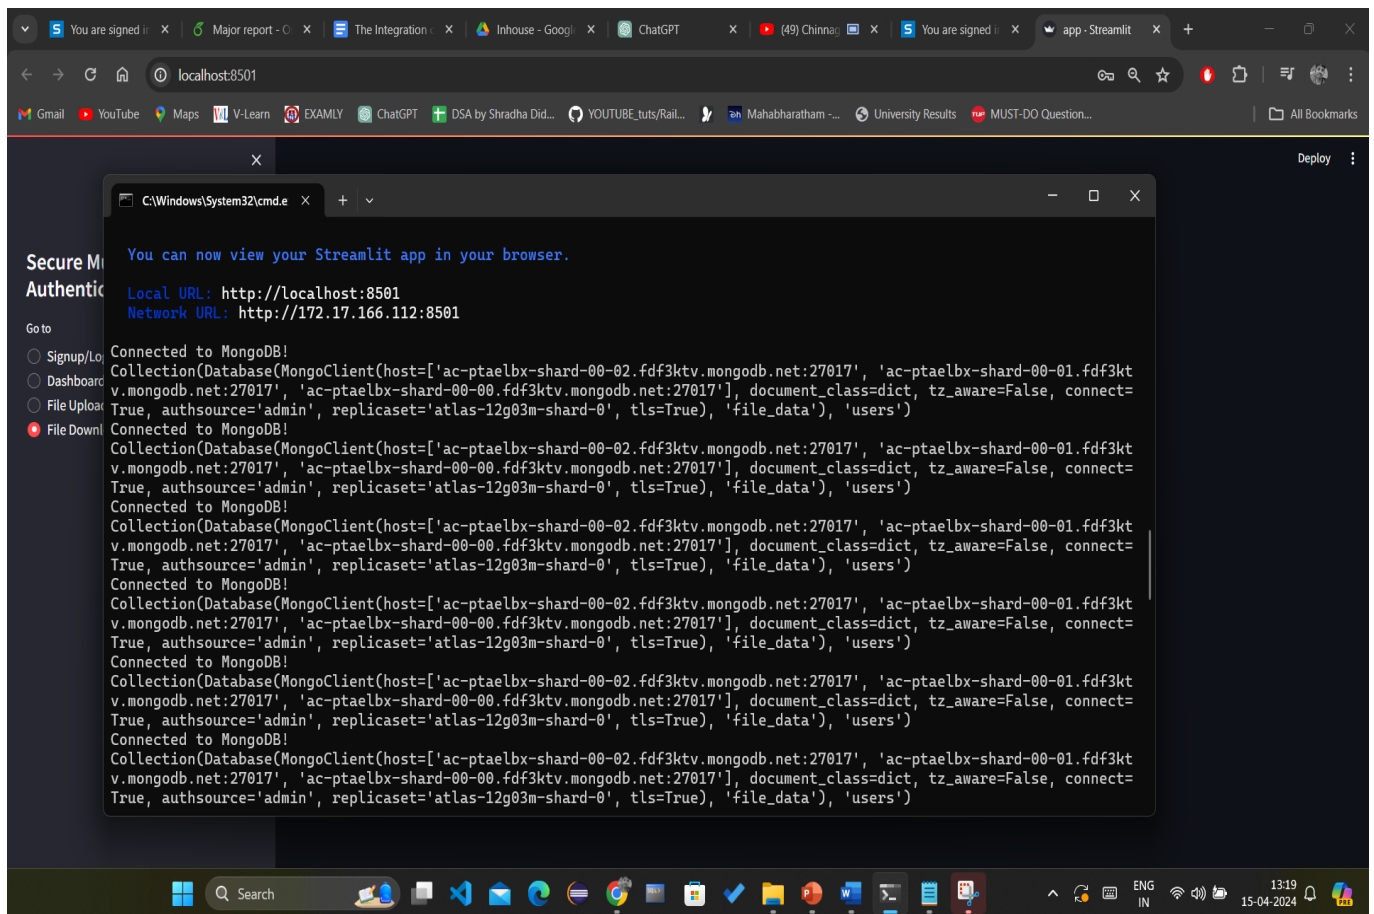 You are signed in
Major report - O
The Integration o
Inhouse - Googl
ChatGPT
(49) Chinnag
You are signed in
app · Streamlit
localhost:8501
Gmail
YouTube
Maps
V-Learn
EXAMLY
ChatGPT
DSA by Shradha Did...
YOUTUBE_tuts/Rail...
Mahabharatham -...
University Results
MUST-DO Question...
All Bookmarks
Deploy
C:\Windows\System32\cmd.e
Secure Mu
Authentic
Go to
Signup/Lo
Dashboard
File Upload
File Downl
You can now view your Streamlit app in your browser.
Local URL: http://localhost:8501
Network URL: http://172.17.166.112:8501
Connected to MongoDB!
Collection(Database(MongoClient(host=['ac-ptaelbx-shard-00-02.fdf3ktv.mongodb.net:27017', 'ac-ptaelbx-shard-00-01.fdf3kt
v.mongodb.net:27017', 'ac-ptaelbx-shard-00-00.fdf3ktv.mongodb.net:27017'], document_class=dict, tz_aware=False, connect=
True, authsource='admin', replicaset='atlas-12g03m-shard-0', tls=True), 'file_data'), 'users')
Connected to MongoDB!
Collection(Database(MongoClient(host=['ac-ptaelbx-shard-00-02.fdf3ktv.mongodb.net:27017', 'ac-ptaelbx-shard-00-01.fdf3kt
v.mongodb.net:27017', 'ac-ptaelbx-shard-00-00.fdf3ktv.mongodb.net:27017'], document_class=dict, tz_aware=False, connect=
True, authsource='admin', replicaset='atlas-12g03m-shard-0', tls=True), 'file_data'), 'users')
Connected to MongoDB!
Collection(Database(MongoClient(host=['ac-ptaelbx-shard-00-02.fdf3ktv.mongodb.net:27017', 'ac-ptaelbx-shard-00-01.fdf3kt
v.mongodb.net:27017', 'ac-ptaelbx-shard-00-00.fdf3ktv.mongodb.net:27017'], document_class=dict, tz_aware=False, connect=
True, authsource='admin', replicaset='atlas-12g03m-shard-0', tls=True), 'file_data'), 'users')
Connected to MongoDB!
Collection(Database(MongoClient(host=['ac-ptaelbx-shard-00-02.fdf3ktv.mongodb.net:27017', 'ac-ptaelbx-shard-00-01.fdf3kt
v.mongodb.net:27017', 'ac-ptaelbx-shard-00-00.fdf3ktv.mongodb.net:27017'], document_class=dict, tz_aware=False, connect=
True, authsource='admin', replicaset='atlas-12g03m-shard-0', tls=True), 'file_data'), 'users')
Connected to MongoDB!
Collection(Database(MongoClient(host=['ac-ptaelbx-shard-00-02.fdf3ktv.mongodb.net:27017', 'ac-ptaelbx-shard-00-01.fdf3kt
v.mongodb.net:27017', 'ac-ptaelbx-shard-00-00.fdf3ktv.mongodb.net:27017'], document_class=dict, tz_aware=False, connect=
True, authsource='admin', replicaset='atlas-12g03m-shard-0', tls=True), 'file_data'), 'users')
Connected to MongoDB!
Collection(Database(MongoClient(host=['ac-ptaelbx-shard-00-02.fdf3ktv.mongodb.net:27017', 'ac-ptaelbx-shard-00-01.fdf3kt
v.mongodb.net:27017', 'ac-ptaelbx-shard-00-00.fdf3ktv.mongodb.net:27017'], document_class=dict, tz_aware=False, connect=
True, authsource='admin', replicaset='atlas-12g03m-shard-0', tls=True), 'file_data'), 'users')
Search
ENG
IN
13:19
15-04-2024
PRE